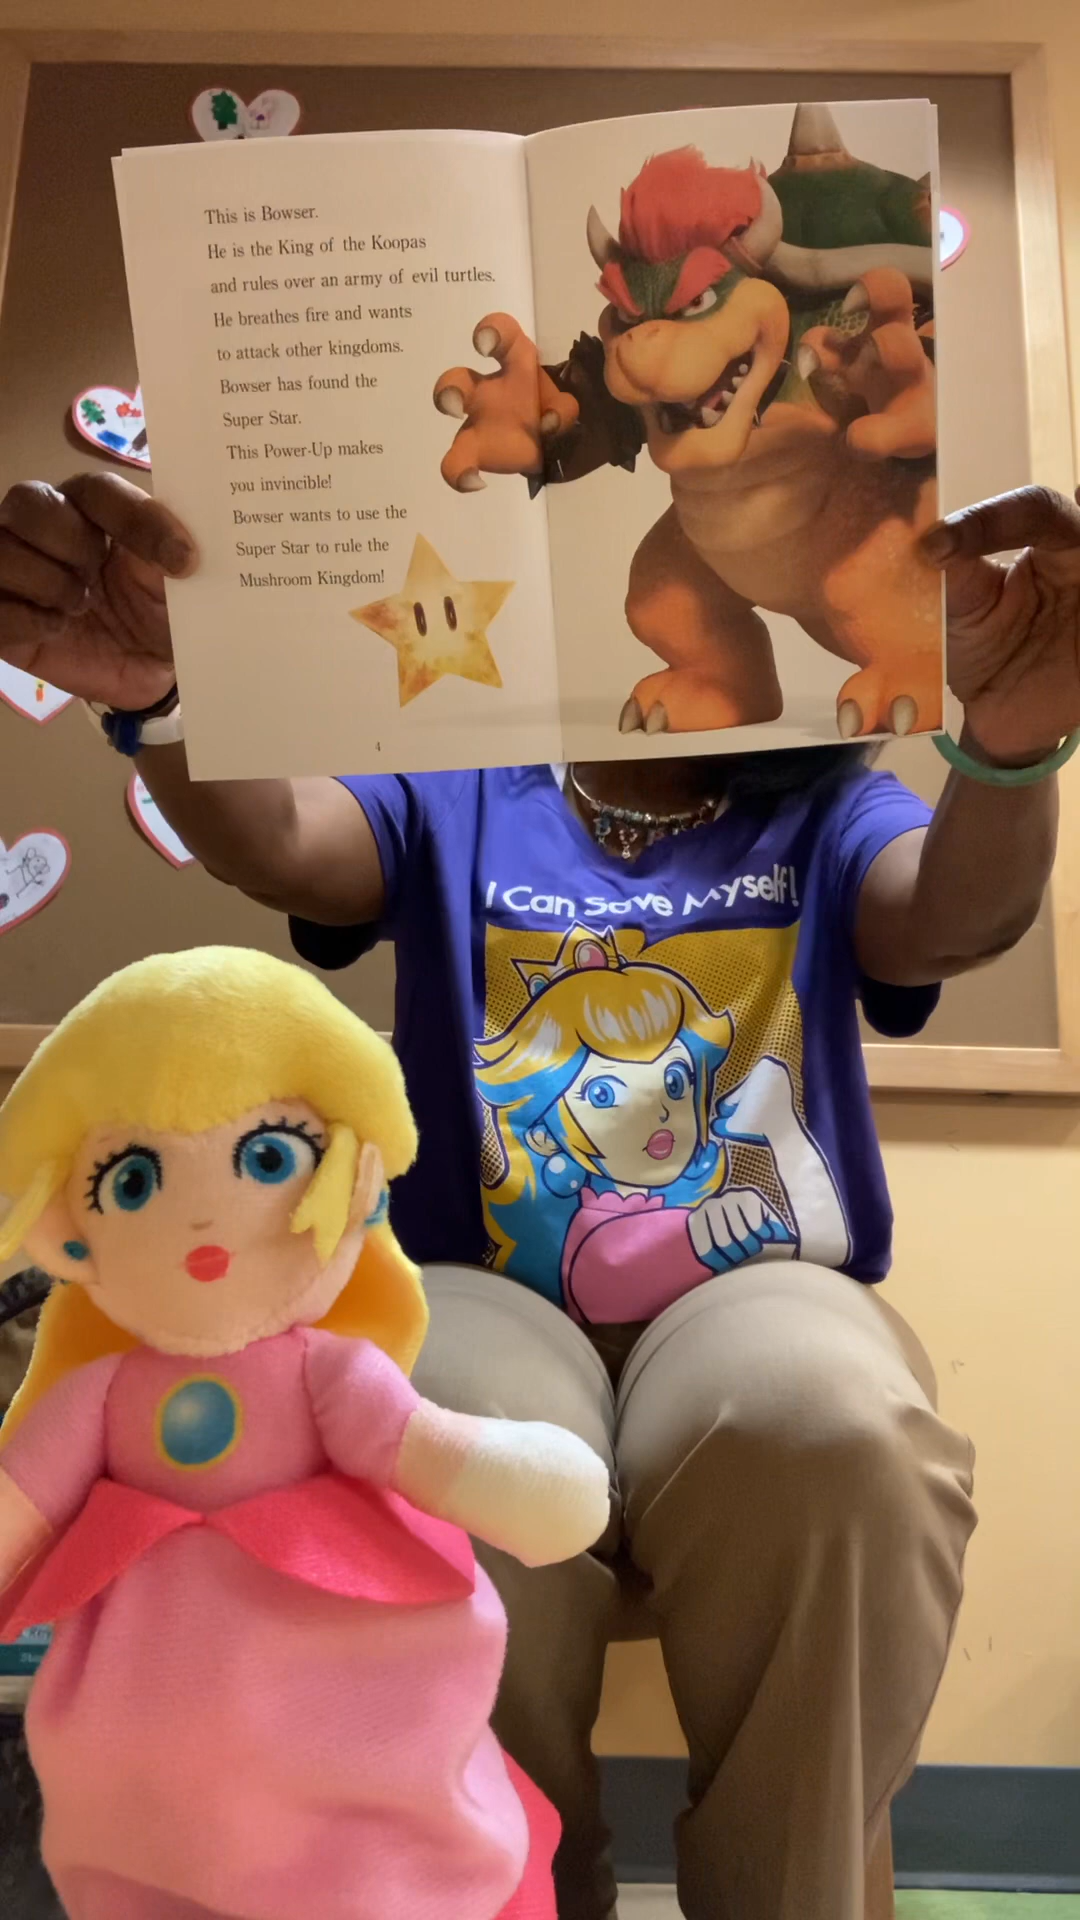 This is Bowser.
He is the King of the Koopas
and rules over an army of evil turtles.
He breathes fire and wants
to attack other kingdoms.
Bowser has found the
Super Star.
This Power-Up makes
you invincible!
Bowser wants to use the
Super Star to rule the
Mushroom Kingdom!
4
I Can Save Myself!